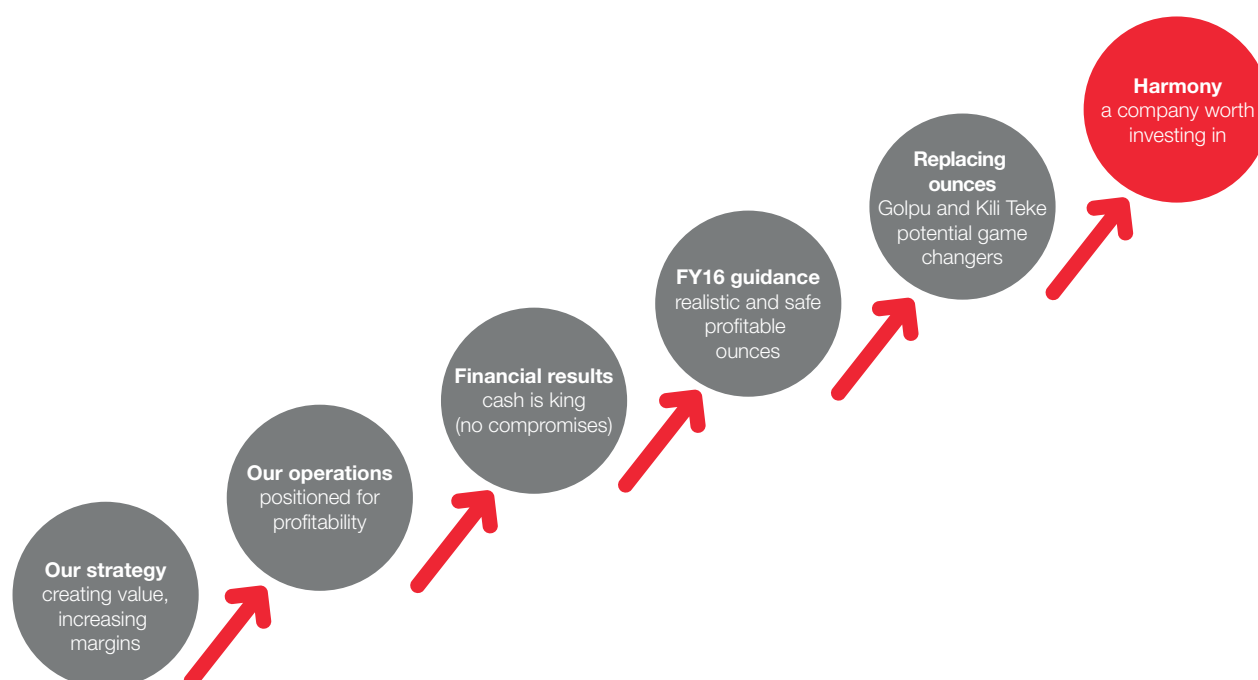 Our strategy
creating value,
increasing
margins
Our operations
positioned for
profitability
Financial results
cash is king
(no compromises)
FY16 guidance
realistic and safe
profitable
ounces
Replacing
ounces
Golpu and Kili Teke
potential game
changers
Harmony
a company worth
investing in